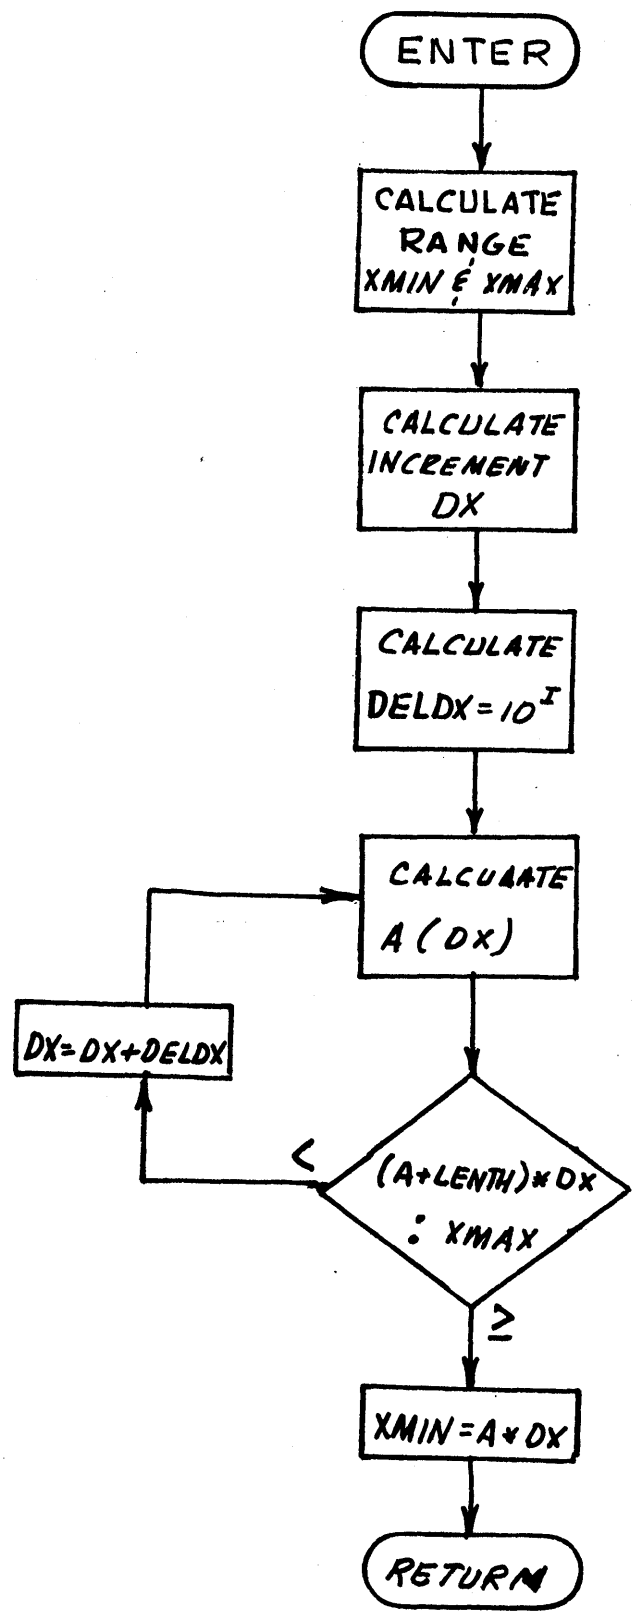 ENTER
CALCULATE
RANGE
XMIN & XMAX
CALCULATE
INCREMENT
DX
CALCULATE
DELDX = 10^I
CALCUAATE
A (DX)
DX=DX+DELDX
<
(A+LENTH)* DX
: XMAX
≥
XMIN = A * DX
RETURN